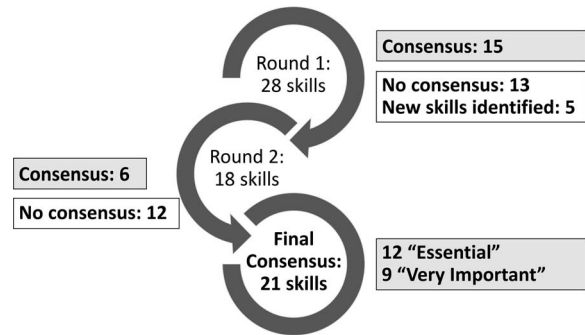 Round 1:
28 skills
Consensus: 15
No consensus: 13
New skills identified: 5
Round 2:
18 skills
Consensus: 6
No consensus: 12
Final
Consensus:
21 skills
12 “Essential”
9 “Very Important”